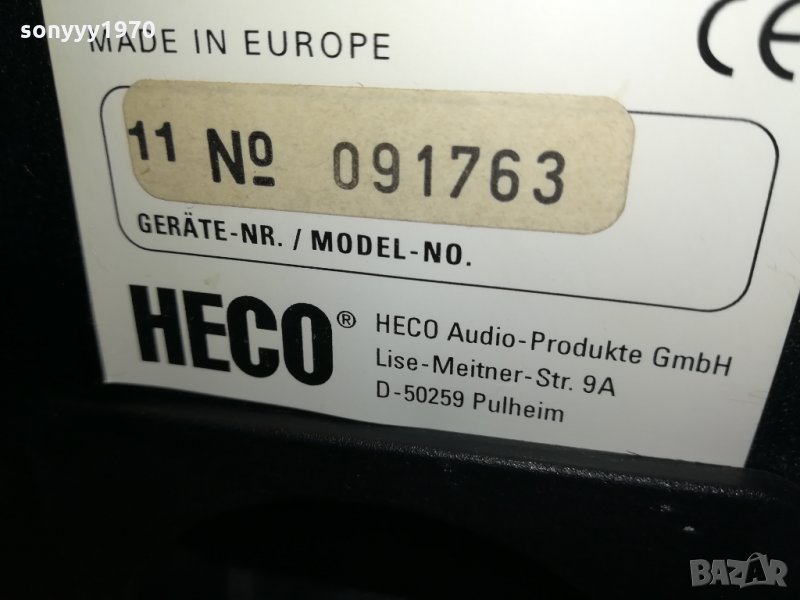 sonyyy1970
MADE IN EUROPE
CE
11 Nº 091763
GERÄTE-NR. / MODEL-NO.
HECO®
HECO Audio-Produkte GmbH
Lise-Meitner-Str. 9A
D-50259 Pulheim
BAZAR